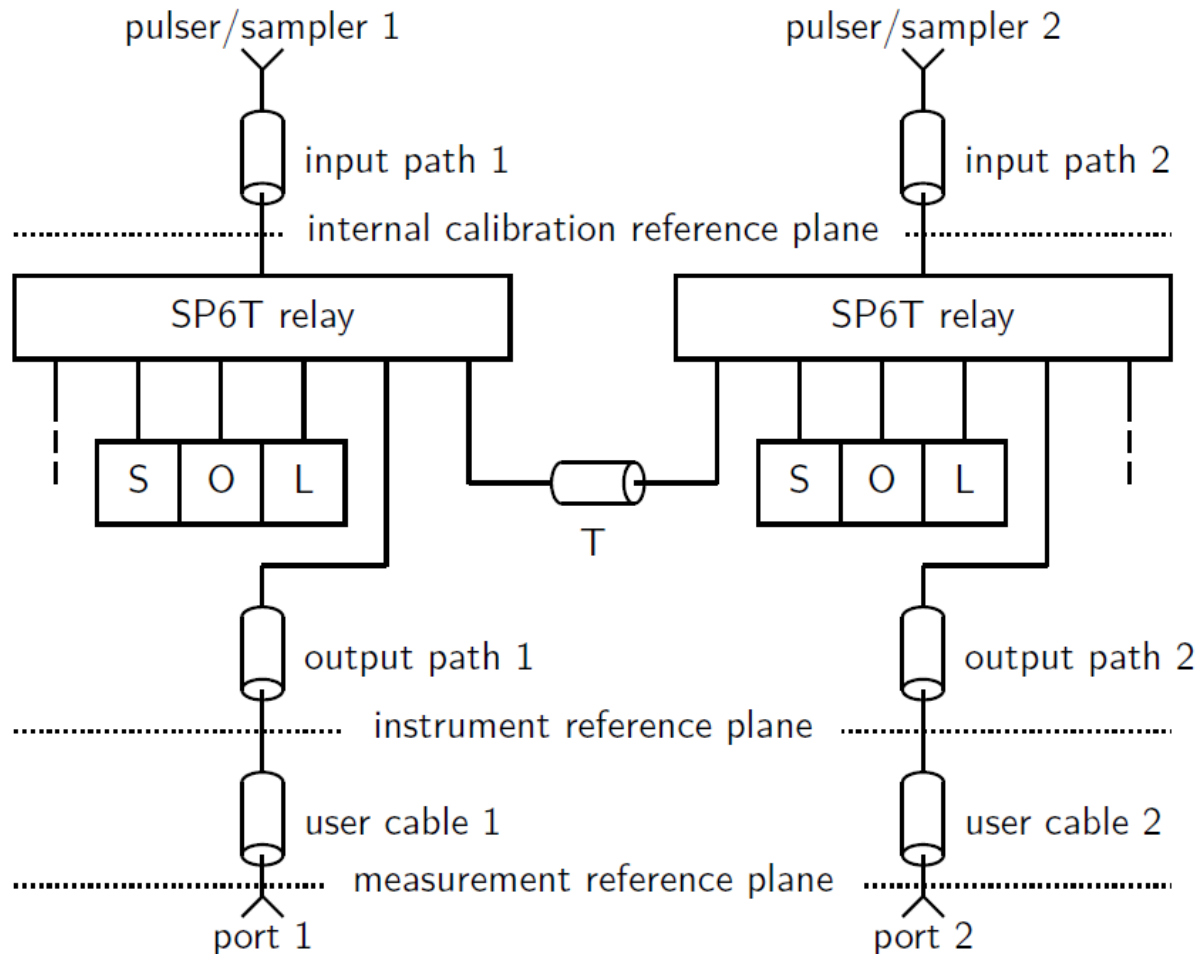 pulser/sampler 1
pulser/sampler 2
input path 1
input path 2
internal calibration reference plane
SP6T relay
SP6T relay
S O L
S O L
T
output path 1
output path 2
instrument reference plane
user cable 1
user cable 2
measurement reference plane
port 1
port 2